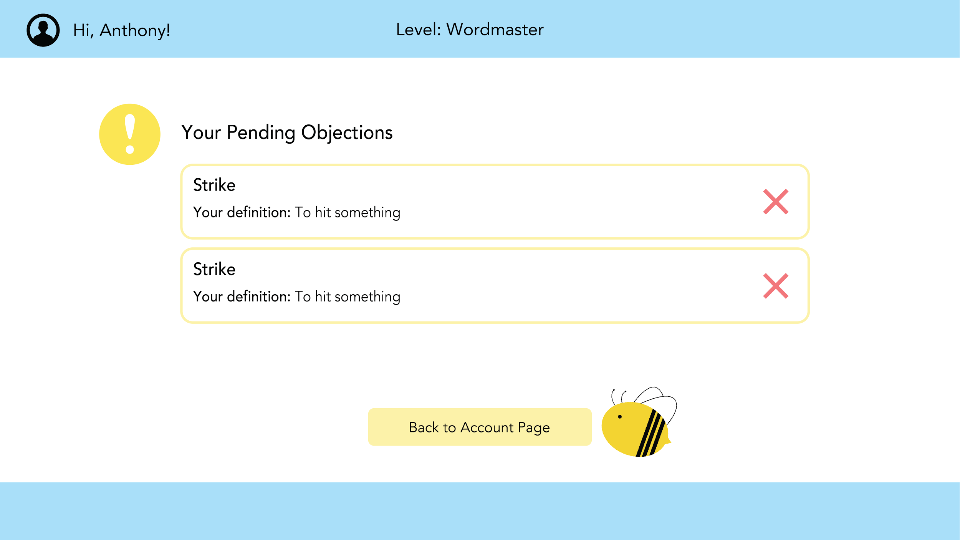 Hi, Anthony!
Level: Wordmaster
!
Your Pending Objections
Strike
Your definition: To hit something
Strike
Your definition: To hit something
Back to Account Page